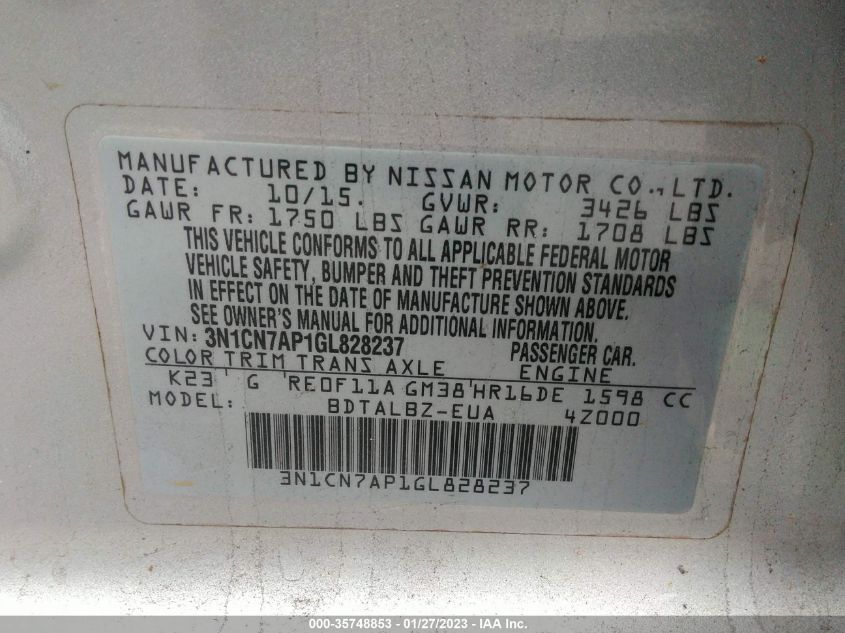 MANUFACTURED BY NISSAN MOTOR CO., LTD.
DATE: 10/15. GVWR: 3426 LBS
GAWR FR: 1750 LBS GAWR RR: 1708 LBS
THIS VEHICLE CONFORMS TO ALL APPLICABLE FEDERAL MOTOR
VEHICLE SAFETY, BUMPER AND THEFT PREVENTION STANDARDS
IN EFFECT ON THE DATE OF MANUFACTURE SHOWN ABOVE.
SEE OWNER'S MANUAL FOR ADDITIONAL INFORMATION.
VIN: 3N1CN7AP1GL828237 PASSENGER CAR.
COLOR TRIM TRANS AXLE ENGINE
K23 G RE0F11A GM38 HR16DE 1598 CC
MODEL: BDTALBZ-EUA 4Z000
3N1CN7AP1GL828237
000-35748853 - 01/27/2023 - IAA Inc.